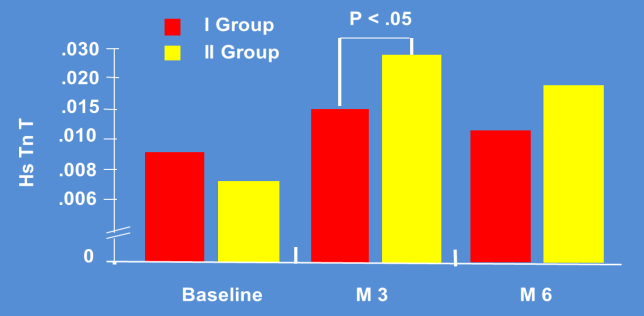 P < .05
I Group
II Group
.030
.020
.015
.010
.008
.006
0
Hs Tn T
Baseline
M 3
M 6